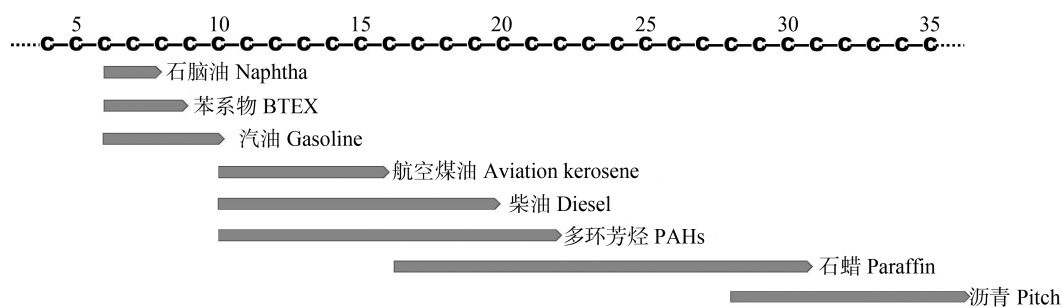 5 10 15 20 25 30 35
C–C–C–C–C–C–C–C–C–C–C–C–C–C–C–C–C–C–C–C–C–C–C–C–C–C–C–C–C–C–C–C
石脑油 Naphtha
苯系物 BTEX
汽油 Gasoline
航空煤油 Aviation kerosene
柴油 Diesel
多环芳烃 PAHs
石蜡 Paraffin
沥青 Pitch